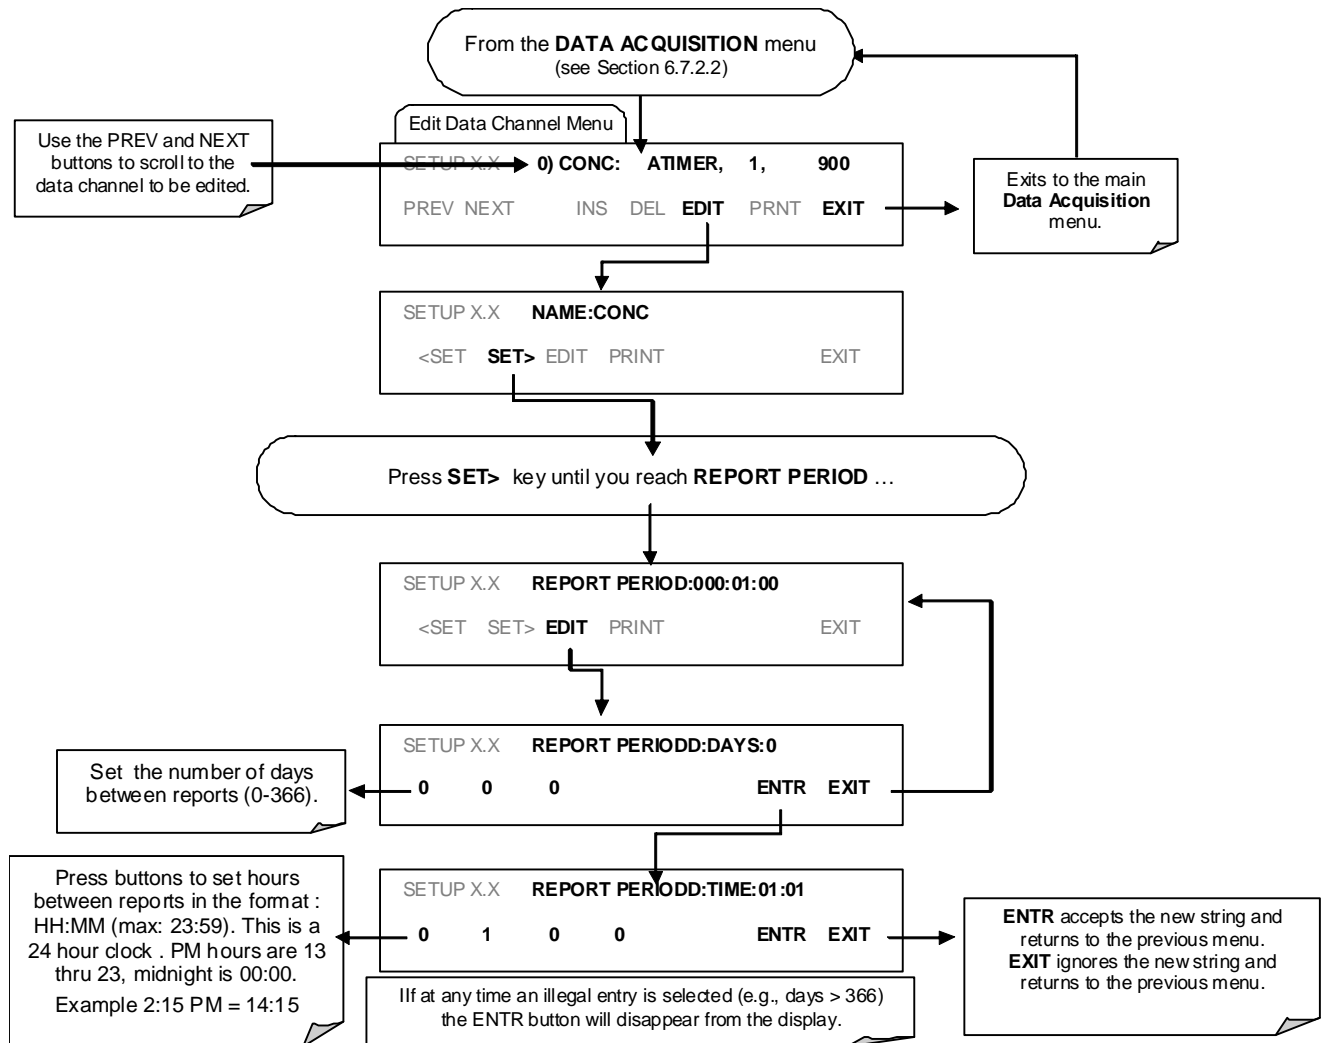 From the DATA ACQUISITION menu
(see Section 6.7.2.2)
Use the PREV and NEXT
buttons to scroll to the
data channel to be edited.
Edit Data Channel Menu
SETUP X.X 0) CONC: ATIMER, 1, 900
PREV NEXT INS DEL EDIT PRNT EXIT
Exits to the main
Data Acquisition
menu.
SETUP X.X NAME:CONC
<SET SET> EDIT PRINT EXIT
Press SET> key until you reach REPORT PERIOD …
SETUP X.X REPORT PERIOD:000:01:00
<SET SET> EDIT PRINT EXIT
SETUP X.X REPORT PERIODD:DAYS:0
0 0 0 ENTR EXIT
Set the number of days
between reports (0-366).
SETUP X.X REPORT PERIODD:TIME:01:01
0 1 0 0 ENTR EXIT
Press buttons to set hours
between reports in the format :
HH:MM (max: 23:59). This is a
24 hour clock . PM hours are 13
thru 23, midnight is 00:00.
Example 2:15 PM = 14:15
IIf at any time an illegal entry is selected (e.g., days > 366)
the ENTR button will disappear from the display.
ENTR accepts the new string and
returns to the previous menu.
EXIT ignores the new string and
returns to the previous menu.